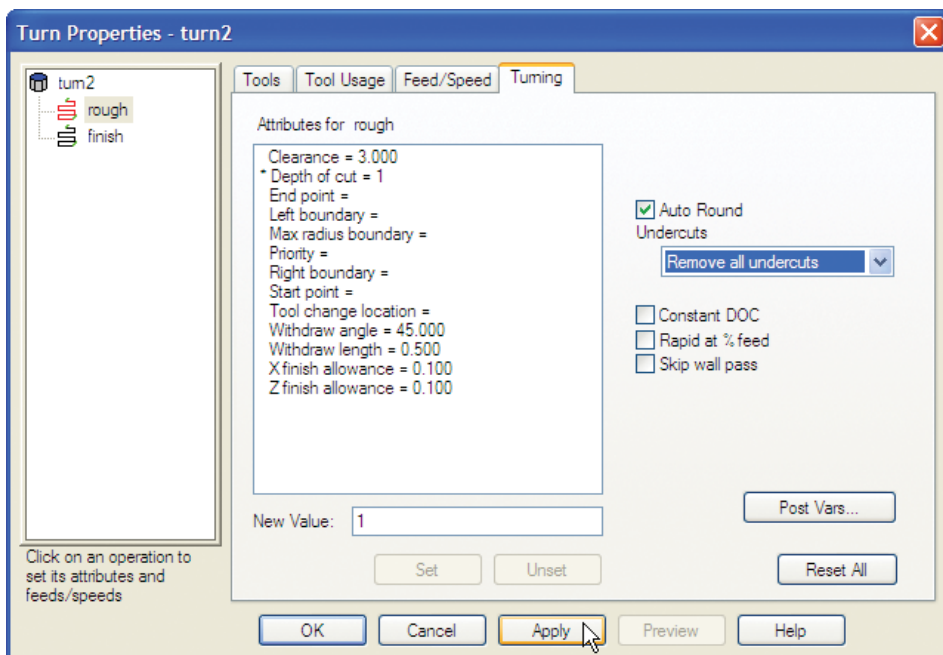 Turn Properties - turn2
turn2
rough
finish
Click on an operation to
set its attributes and
feeds/speeds
Tools
Tool Usage
Feed/Speed
Turning
Attributes for rough
Clearance = 3.000
* Depth of cut = 1
End point =
Left boundary =
Max radius boundary =
Priority =
Right boundary =
Start point =
Tool change location =
Withdraw angle = 45.000
Withdraw length = 0.500
X finish allowance = 0.100
Z finish allowance = 0.100
New Value: 1
Set
Unset
Auto Round
Undercuts
Remove all undercuts
Constant DOC
Rapid at % feed
Skip wall pass
Post Vars...
Reset All
OK
Cancel
Apply
Preview
Help